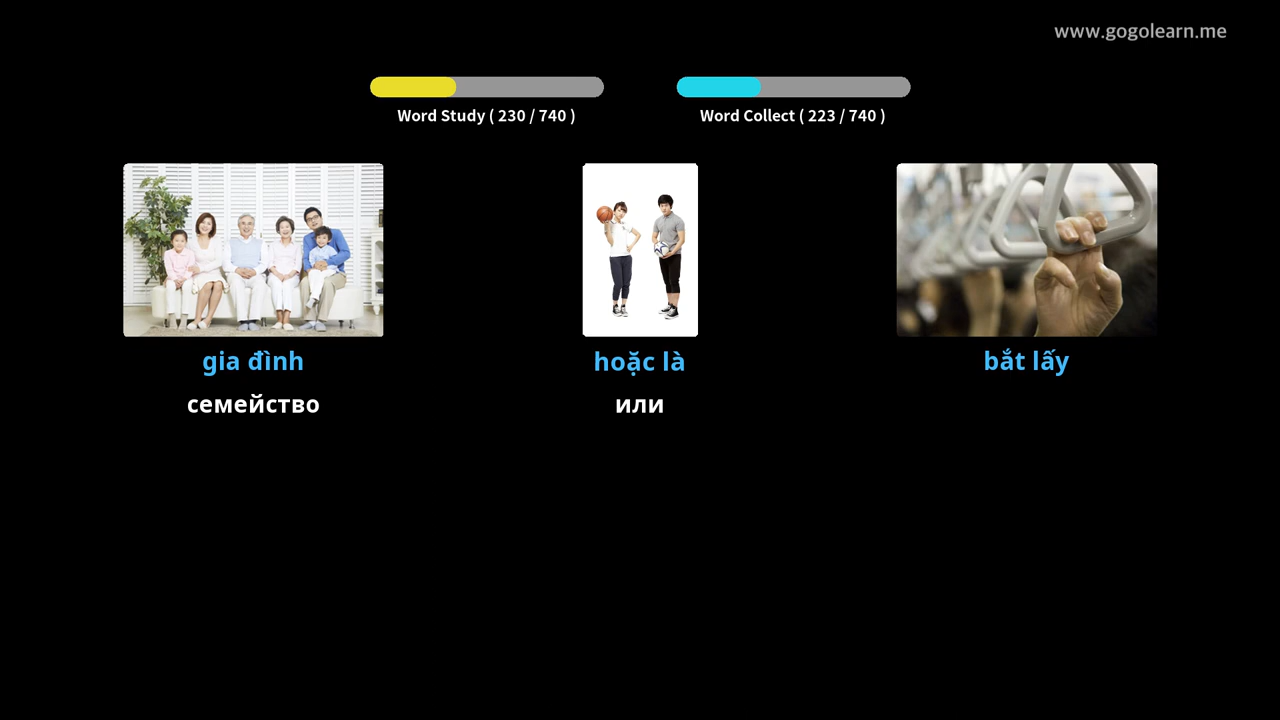 www.gogolearn.me
Word Study ( 230 / 740 )
Word Collect ( 223 / 740 )
gia đình
hoặc là
bắt lấy
семейство
или